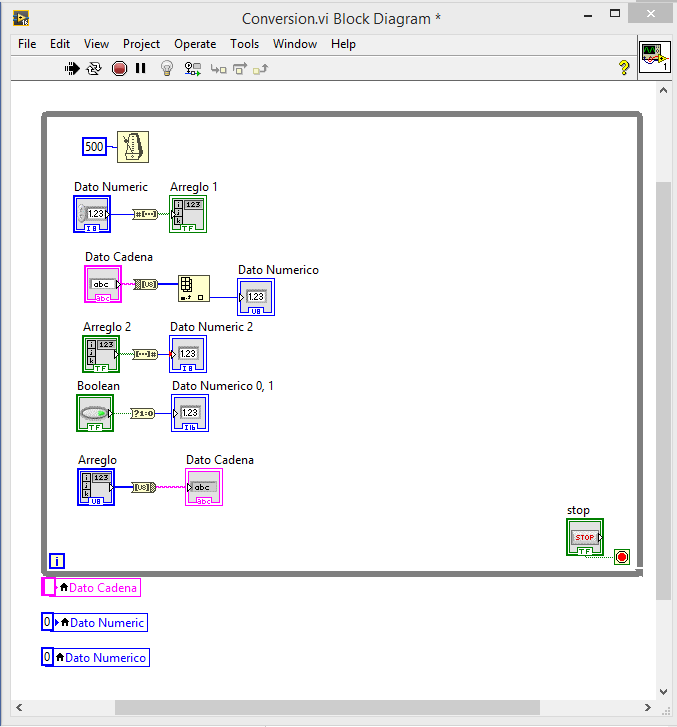 Conversion.vi Block Diagram *
File Edit View Project Operate Tools Window Help
?
1
500
Dato Numeric
Arreglo 1
1.23
I8
#[...]
i
j
k
123
TF
Dato Cadena
abc
abc
[U8]
Dato Numerico
1.23
U8
Arreglo 2
Dato Numeric 2
i
j
k
123
TF
[...]#
1.23
I8
Boolean
Dato Numerico 0, 1
TF
?1:0
1.23
I16
Arreglo
Dato Cadena
i
j
k
123
U8
[U8]
abc
abc
stop
STOP
TF
i
Dato Cadena
0 Dato Numeric
0 Dato Numerico